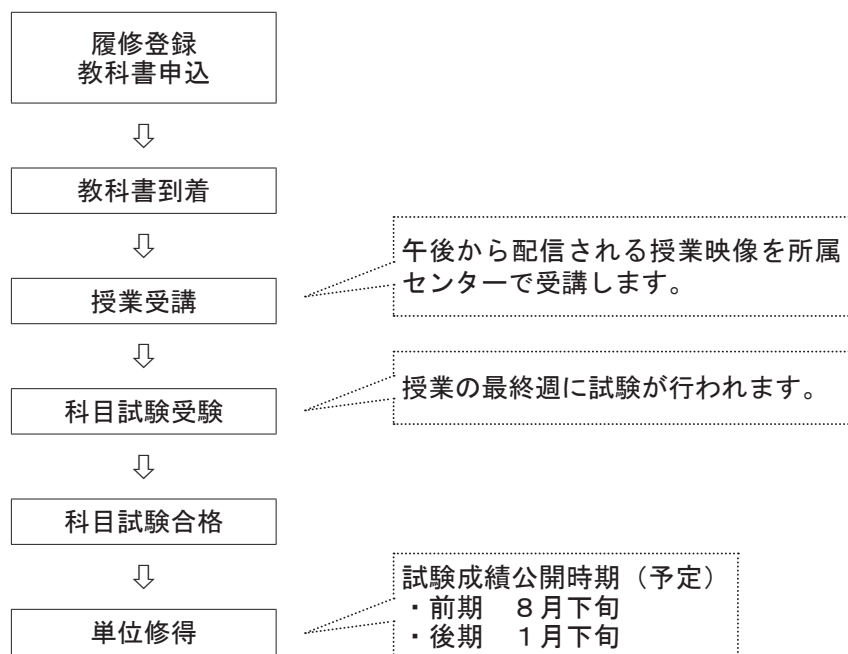 履修登録
教科書申込
⇩
教科書到着
⇩
授業受講
午後から配信される授業映像を所属
センターで受講します。
⇩
科目試験受験
授業の最終週に試験が行われます。
⇩
科目試験合格
⇩
単位修得
試験成績公開時期（予定）
・前期　８月下旬
・後期　１月下旬